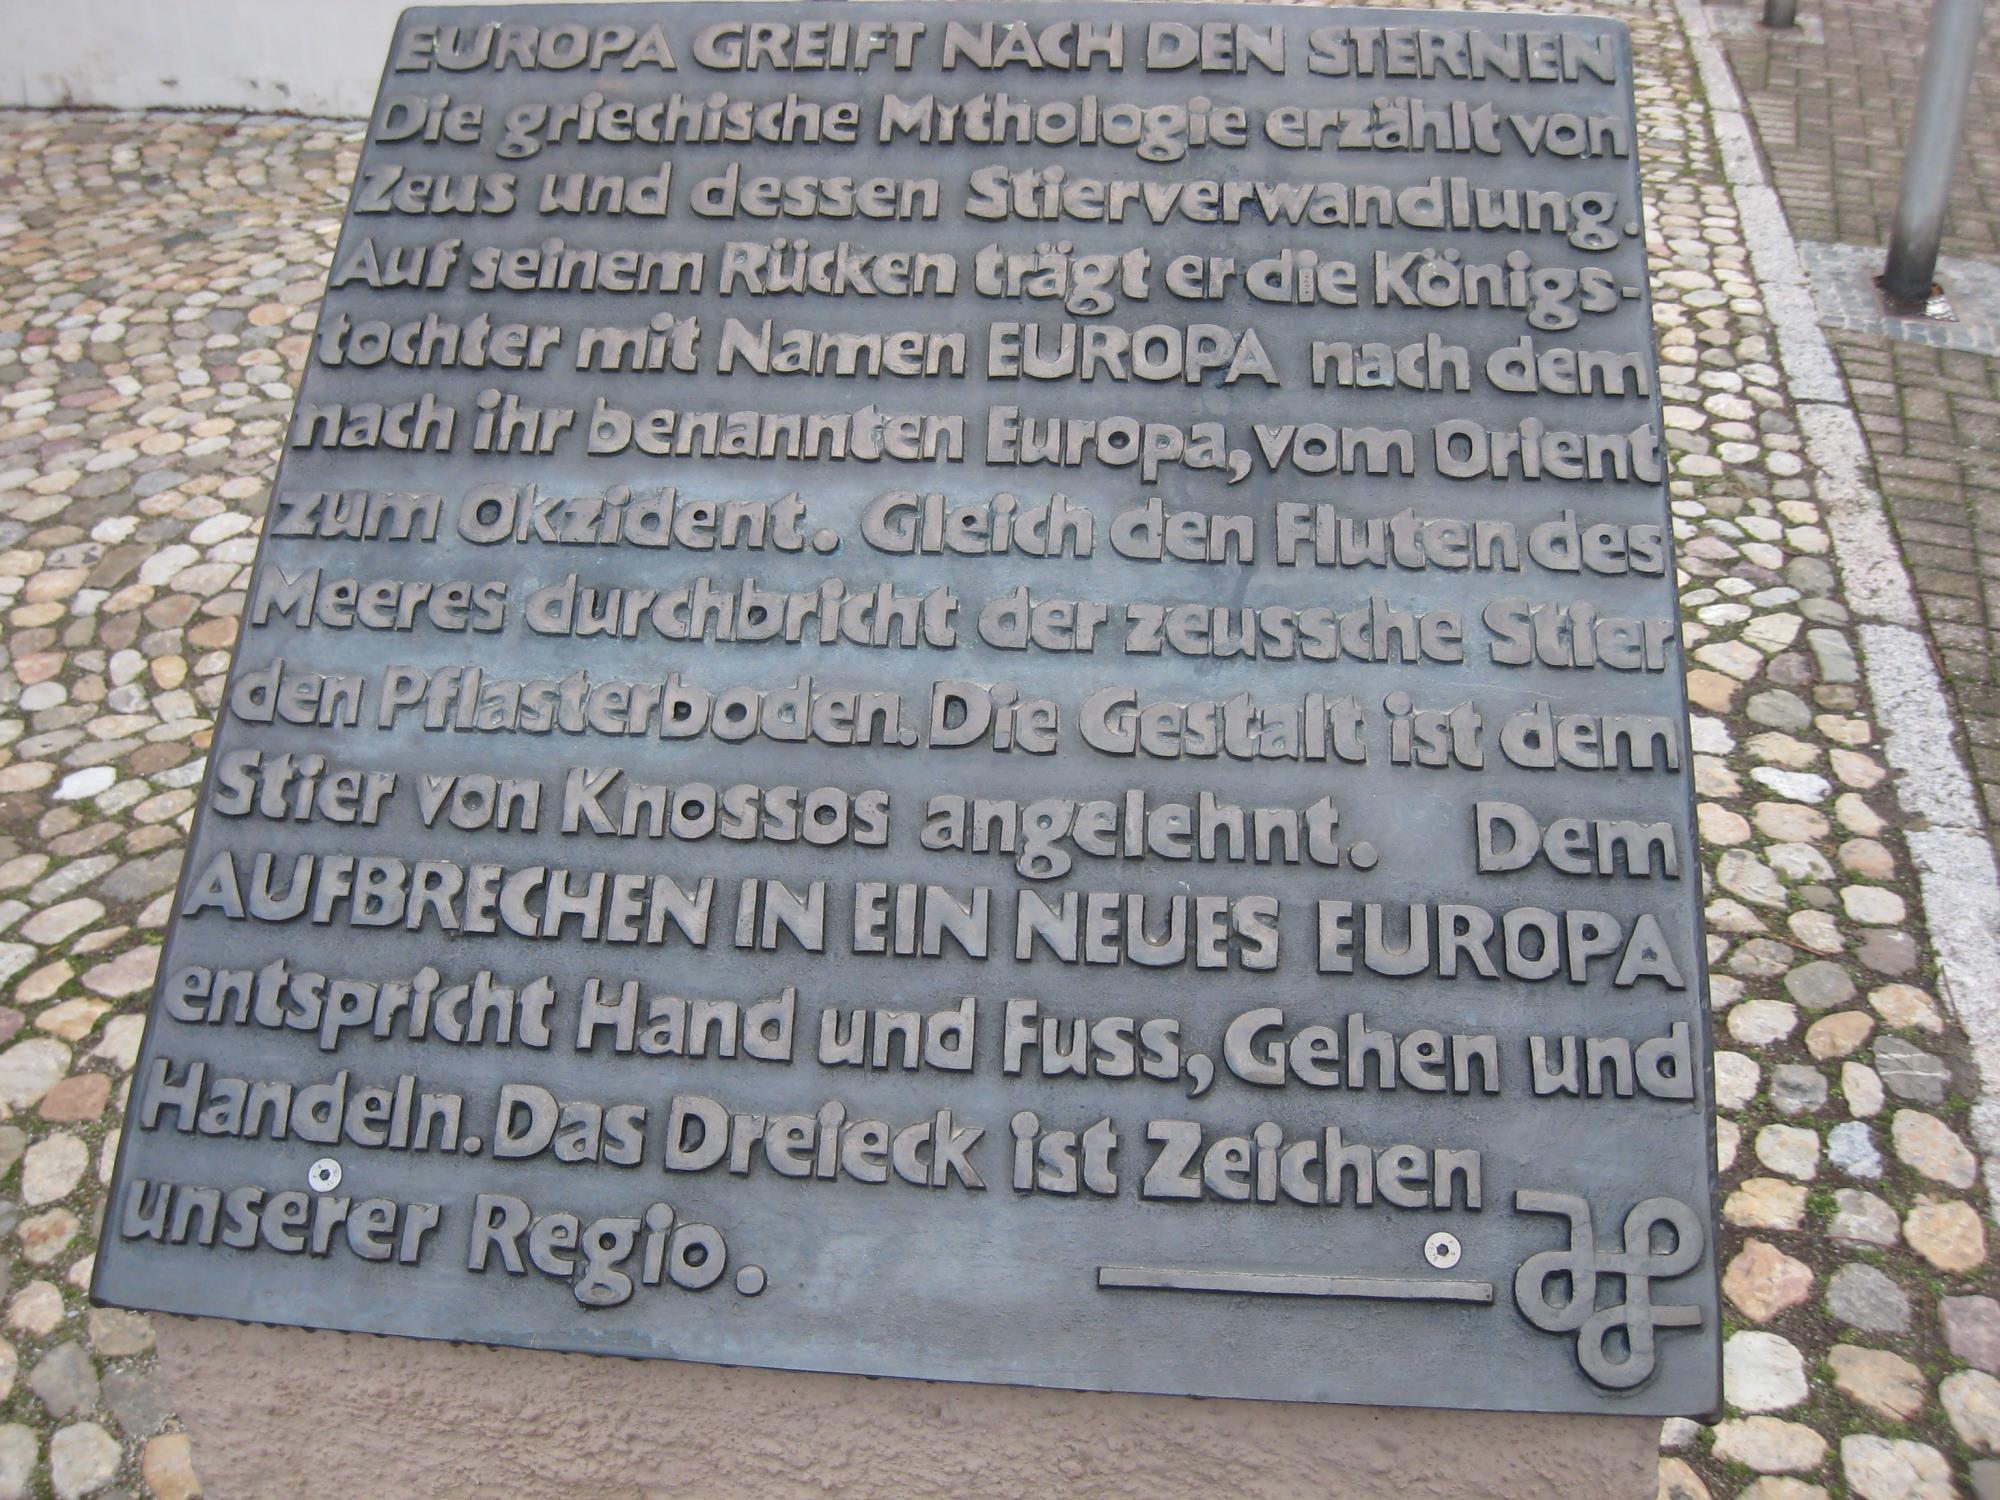 EUROPA GREIFT NACH DEN STERNEN
Die griechische Mythologie erzählt von
Zeus und dessen Stierverwandlung.
Auf seinem Rücken trägt er die Königs-
tochter mit Namen EUROPA nach dem
nach ihr benannten Europa, vom Orient
zum Okzident. Gleich den Fluten des
Meeres durchbricht der zeussche Stier
den Pflasterboden. Die Gestalt ist dem
Stier von Knossos angelehnt. Dem
AUFBRECHEN IN EIN NEUES EUROPA
entspricht Hand und Fuss, Gehen und
Handeln. Das Dreieck ist Zeichen
unserer Regio.